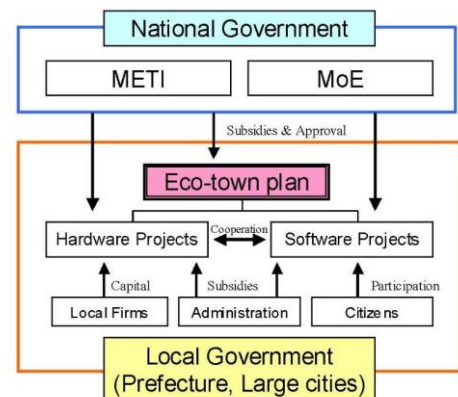 National Government
METI
MoE
Subsidies & Approval
Eco-town plan
Hardware Projects
Cooperation
Software Projects
Capital
Subsidies
Participation
Local Firms
Administration
Citizens
Local Government
(Prefecture, Large cities)